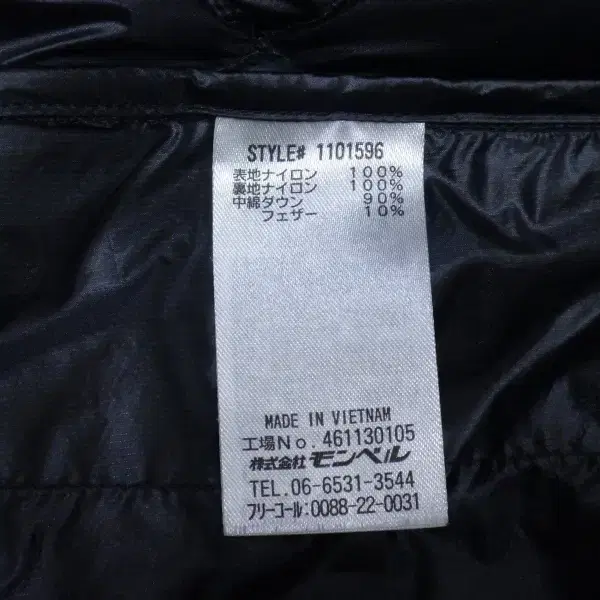 STYLE# 1101596
表地ナイロン 100%
裏地ナイロン 100%
中綿ダウン 90%
フェザー 10%
MADE IN VIETNAM
工場No.461130105
株式会社モンベル
TEL.06-6531-3544
フリーコール:0088-22-0031